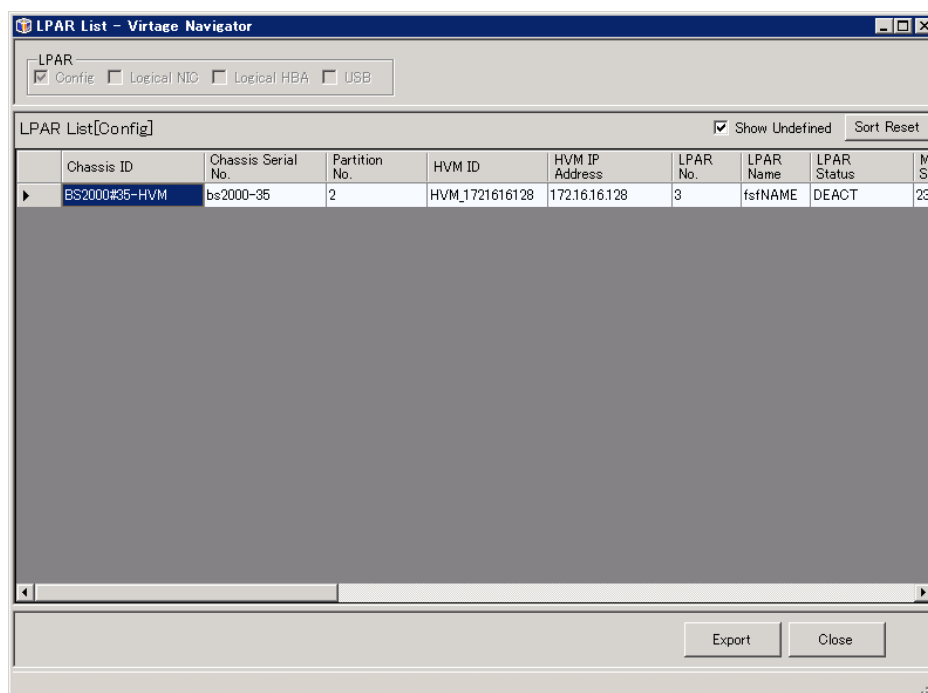 LPAR List - Virtage Navigator
LPAR
Config Logical NIC Logical HBA USB
LPAR List[Config] Show Undefined Sort Reset
Chassis ID Chassis Serial No. Partition No. HVM ID HVM IP Address LPAR No. LPAR Name LPAR Status M S
BS2000#35-HVM bs2000-35 2 HVM_1721616128 172.16.16.128 3 fsfNAME DEACT 23
Export Close